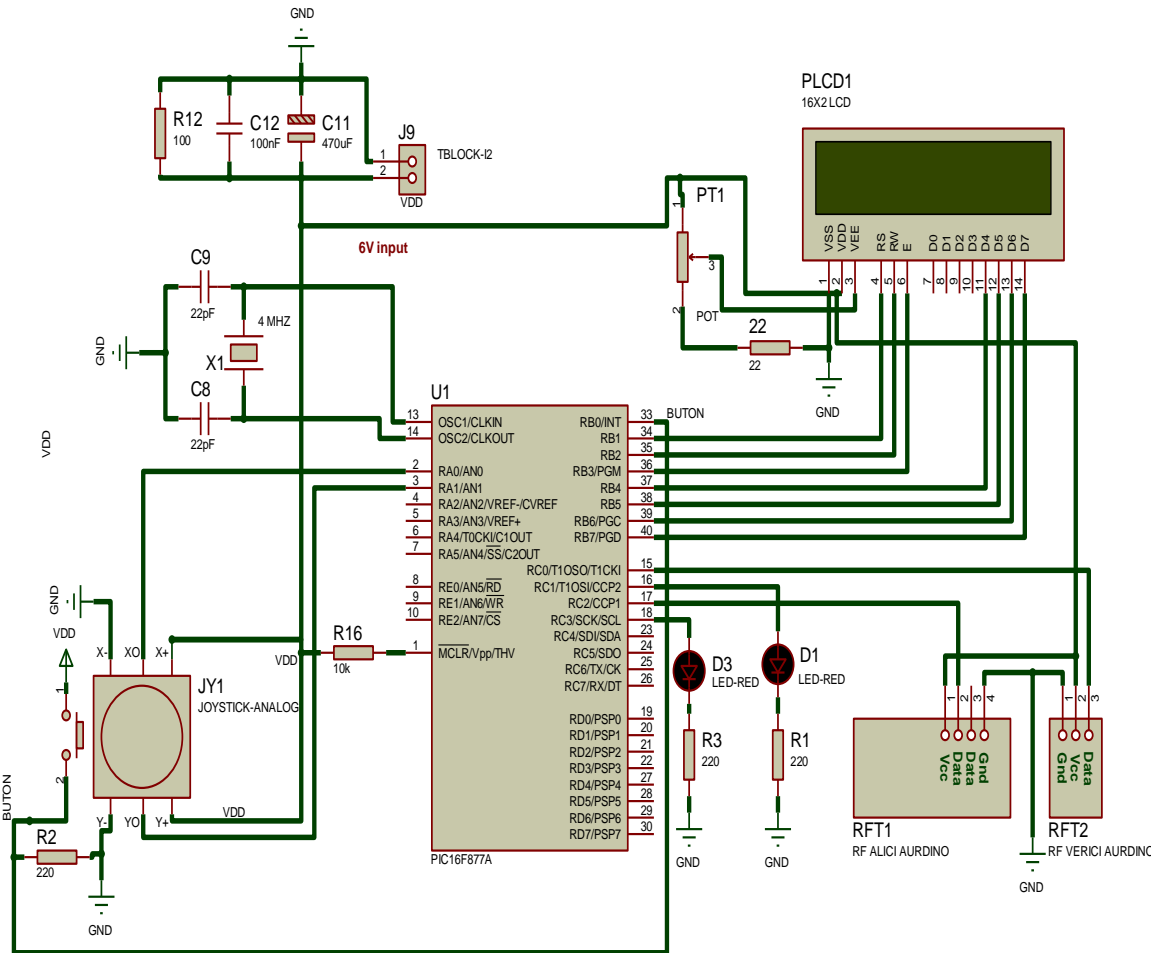 GND
R12
100
C12
100nF
C11
470uF
J9
1
2
TBLOCK-I2
VDD
6V input
PLCD1
16X2 LCD
VSS
VDD
VEE
RS
RW
E
D0
D1
D2
D3
D4
D5
D6
D7
1
2
3
4
5
6
7
8
9
10
11
12
13
14
PT1
1
3
2
POT
22
22
GND
C9
22pF
4 MHZ
X1
GND
C8
22pF
VDD
U1
13 OSC1/CLKIN
14 OSC2/CLKOUT
2 RA0/AN0
3 RA1/AN1
4 RA2/AN2/VREF-/CVREF
5 RA3/AN3/VREF+
6 RA4/T0CKI/C1OUT
7 RA5/AN4/SS/C2OUT
8 RE0/AN5/RD
9 RE1/AN6/WR
10 RE2/AN7/CS
1 MCLR/Vpp/THV
RB0/INT 33
RB1 34
RB2 35
RB3/PGM 36
RB4 37
RB5 38
RB6/PGC 39
RB7/PGD 40
RC0/T1OSO/T1CKI 15
RC1/T1OSI/CCP2 16
RC2/CCP1 17
RC3/SCK/SCL 18
RC4/SDI/SDA 23
RC5/SDO 24
RC6/TX/CK 25
RC7/RX/DT 26
RD0/PSP0 19
RD1/PSP1 20
RD2/PSP2 21
RD3/PSP3 22
RD4/PSP4 27
RD5/PSP5 28
RD6/PSP6 29
RD7/PSP7 30
PIC16F877A
BUTON
R16
10k
VDD
GND
VDD
X-
XO
X+
JY1
JOYSTICK-ANALOG
1
2
Y-
YO
Y+
VDD
BUTON
R2
220
GND
D3
LED-RED
D1
LED-RED
R3
220
R1
220
GND
GND
1
2
3
4
Vcc
Data
Data
Gnd
RFT1
RF ALICI AURDINO
1
2
3
Gnd
Vcc
Data
RFT2
RF VERICI AURDINO
GND